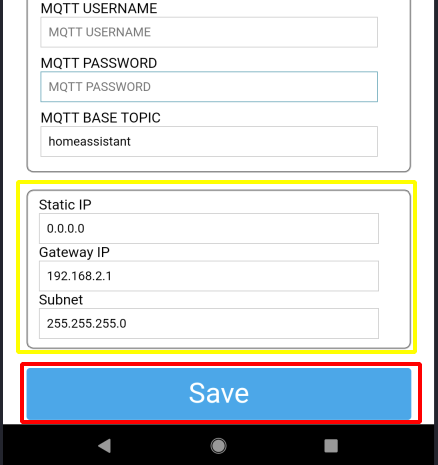 MQTT USERNAME
MQTT USERNAME
MQTT PASSWORD
MQTT PASSWORD
MQTT BASE TOPIC
homeassistant
Static IP
0.0.0.0
Gateway IP
192.168.2.1
Subnet
255.255.255.0
Save